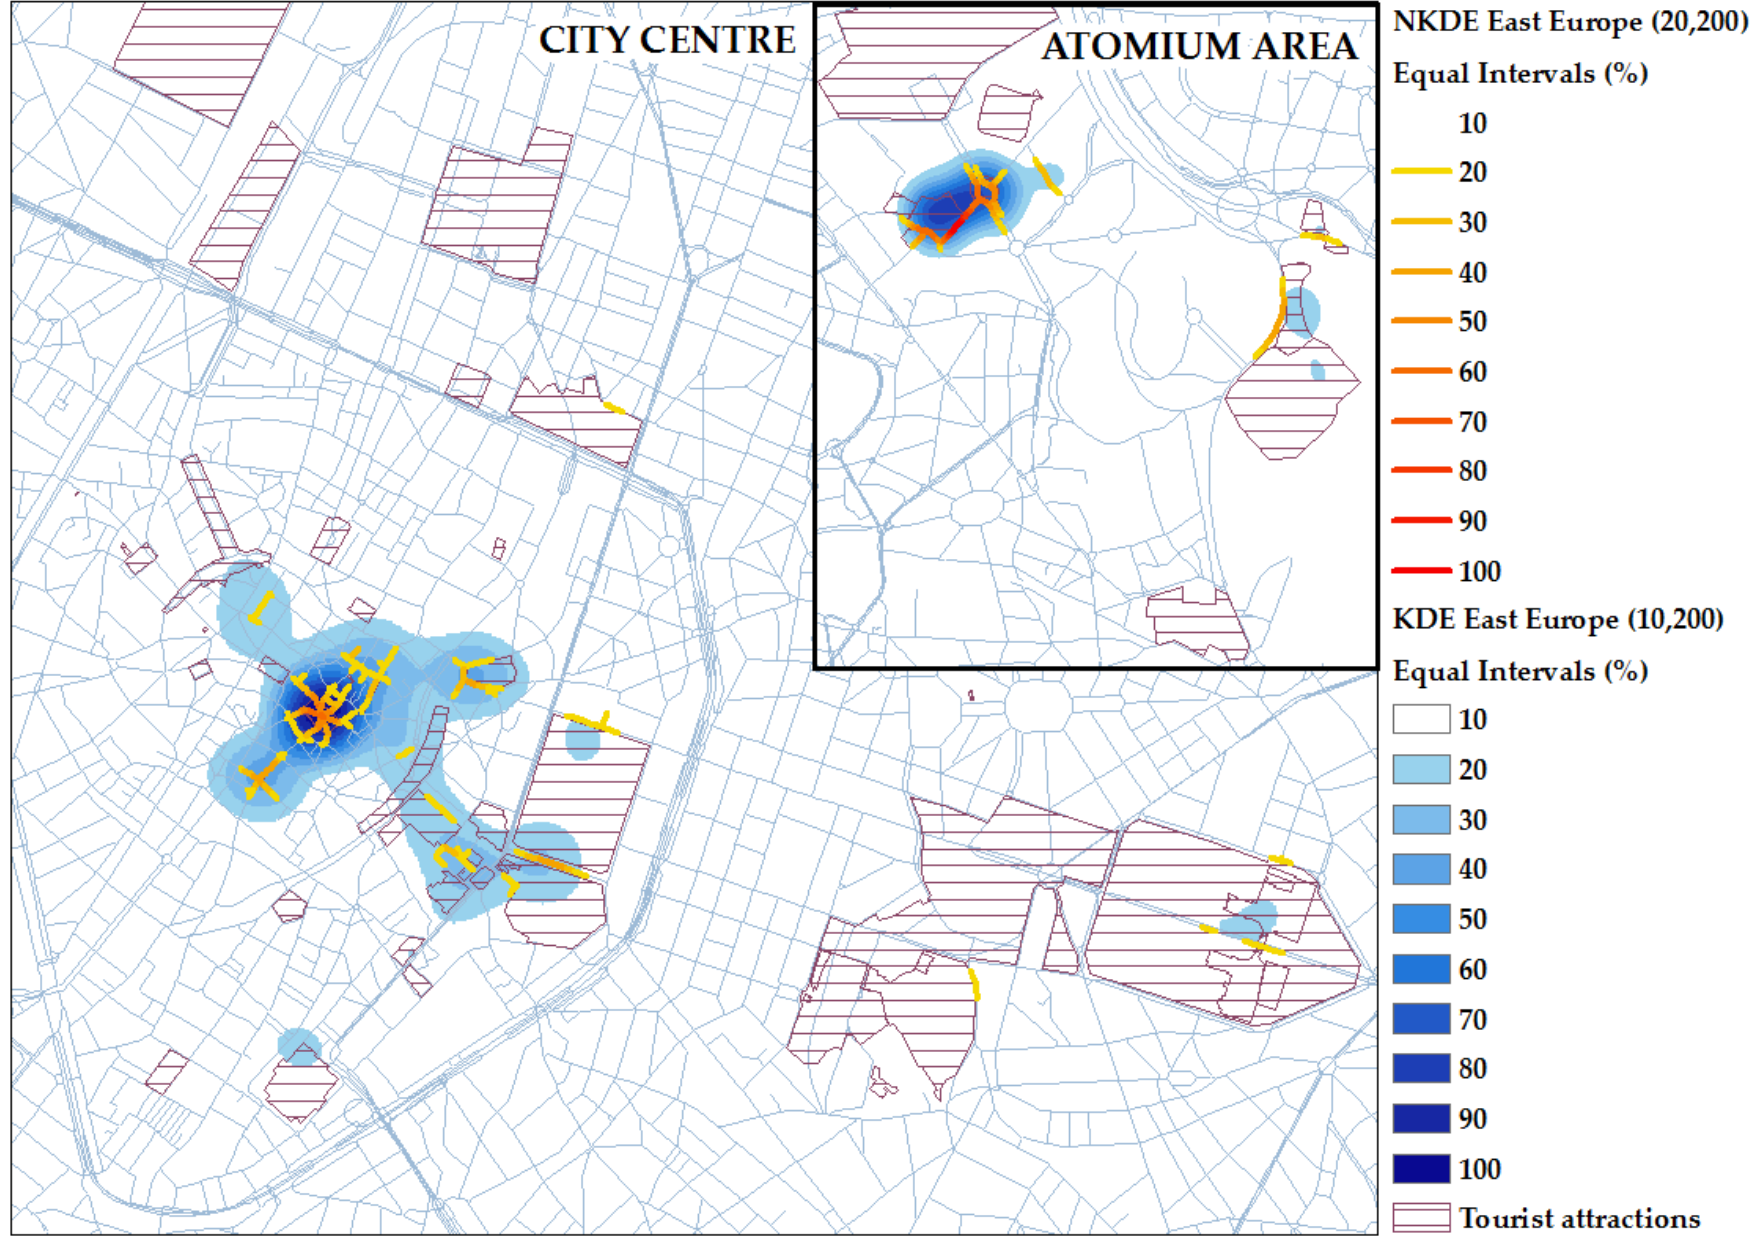 CITY CENTRE
ATOMIUM AREA
NKDE East Europe (20,200)
Equal Intervals (%)
10
20
30
40
50
60
70
80
90
100
KDE East Europe (10,200)
Equal Intervals (%)
10
20
30
40
50
60
70
80
90
100
Tourist attractions